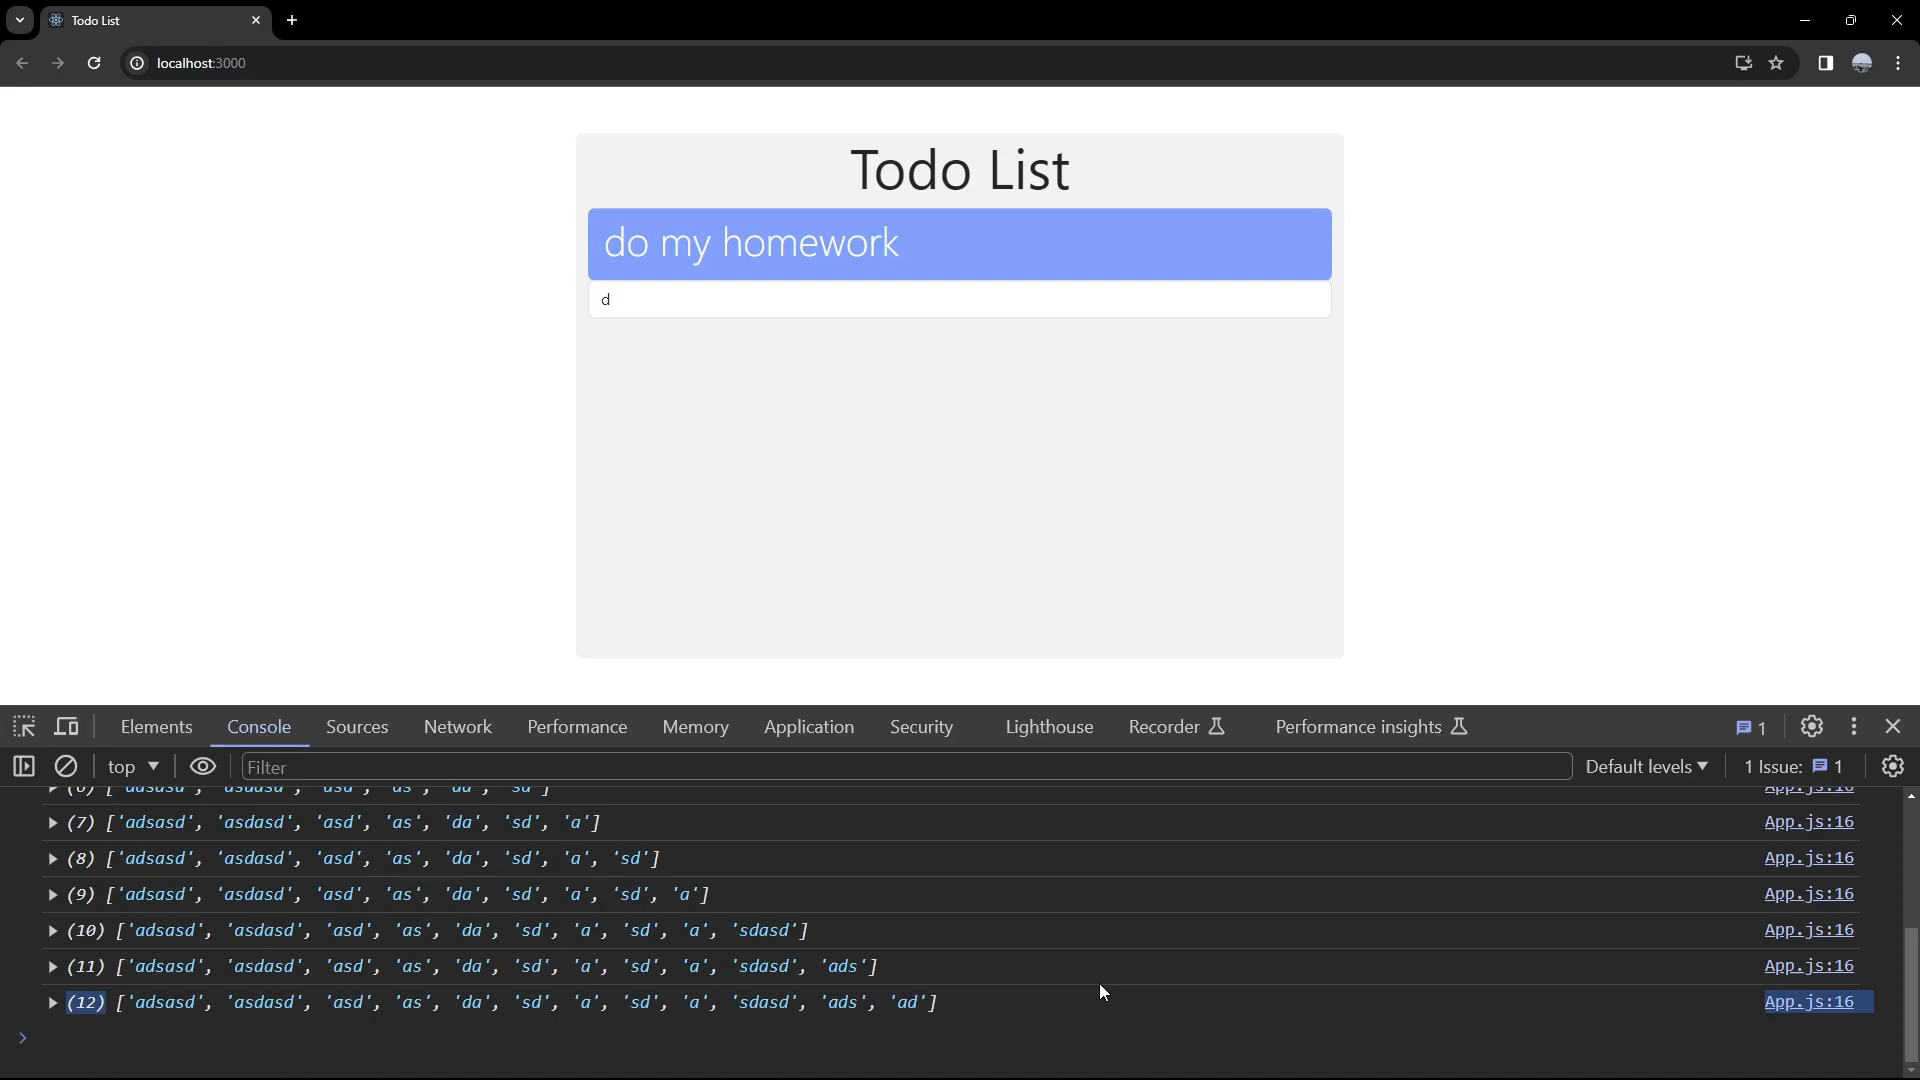 Todo List
localhost:3000
Todo List
do my homework
d
Elements Console Sources Network Performance Memory Application Security Lighthouse Recorder Performance insights 1
top Filter Default levels 1 Issue: 1
(7) ['adsasd', 'asdasd', 'asd', 'as', 'da', 'sd', 'a'] App.js:16
(8) ['adsasd', 'asdasd', 'asd', 'as', 'da', 'sd', 'a', 'sd'] App.js:16
(9) ['adsasd', 'asdasd', 'asd', 'as', 'da', 'sd', 'a', 'sd', 'a'] App.js:16
(10) ['adsasd', 'asdasd', 'asd', 'as', 'da', 'sd', 'a', 'sd', 'a', 'sdasd'] App.js:16
(11) ['adsasd', 'asdasd', 'asd', 'as', 'da', 'sd', 'a', 'sd', 'a', 'sdasd', 'ads'] App.js:16
(12) ['adsasd', 'asdasd', 'asd', 'as', 'da', 'sd', 'a', 'sd', 'a', 'sdasd', 'ads', 'ad'] App.js:16